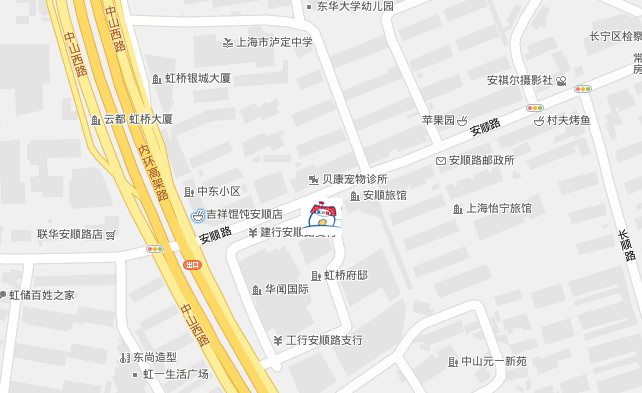 东华大学幼儿园
中山西路
中山西路
上海市泸定中学
长宁区检察
常
房
虹桥银城大厦
安祺尔摄影社
云都 虹桥大厦
苹果园
安顺路
村夫烤鱼
内环高架路
安顺路邮政所
贝康宠物诊所
中东小区
安顺旅馆
吉祥馄饨安顺店
上海怡宁旅馆
联华安顺路店
安顺路
建行安顺路支行
长顺路
出口
虹桥府邸
虹储百姓之家
华闻国际
中山西路
工行安顺路支行
东尚造型
中山元一新苑
虹一生活广场